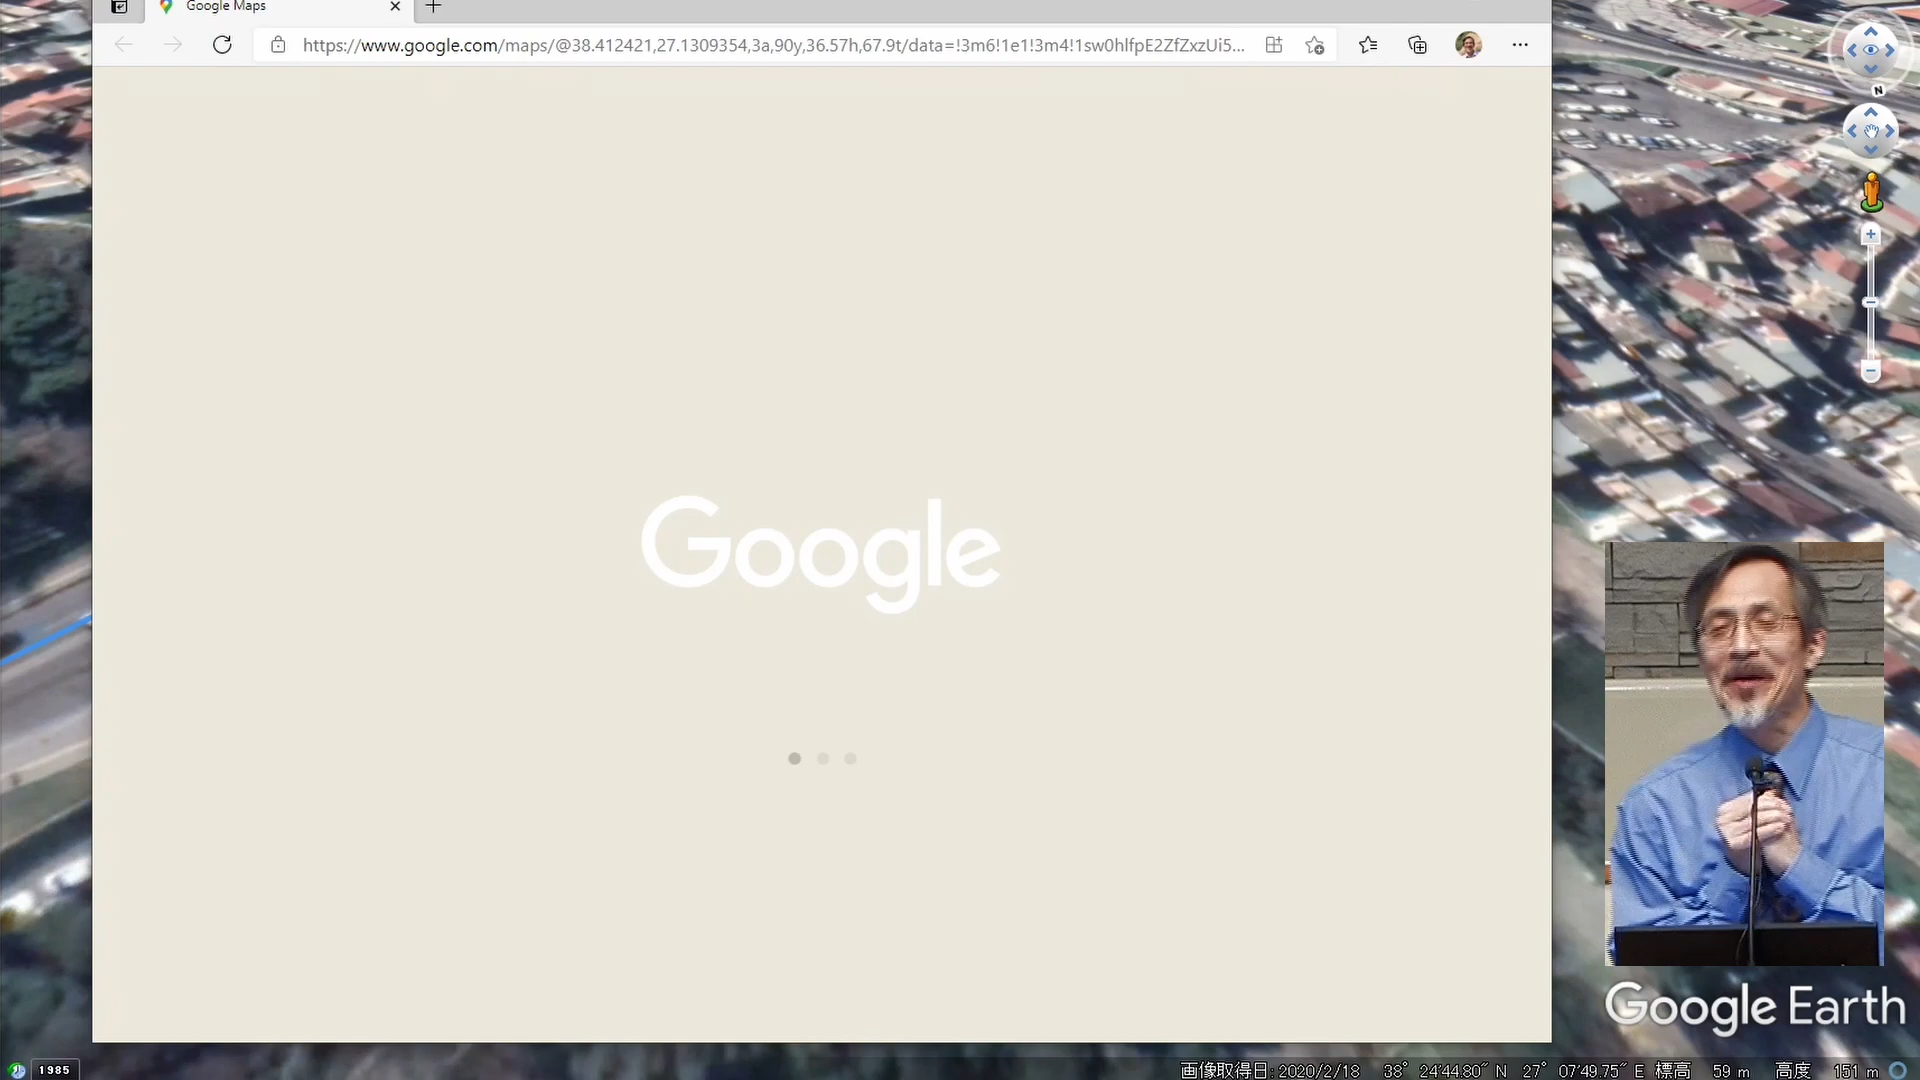 Google Maps
https://www.google.com/maps/@38.412421,27.1309354,3a,90y,36.57h,67.9t/data=!3m6!1e1!3m4!1sw0hlfpE2ZfZxzUi5...
N
Google
Google Earth
1985
画像取得日: 2020/2/18 38° 24'44.80" N 27° 07'49.75" E 標高 59 m 高度 151 m